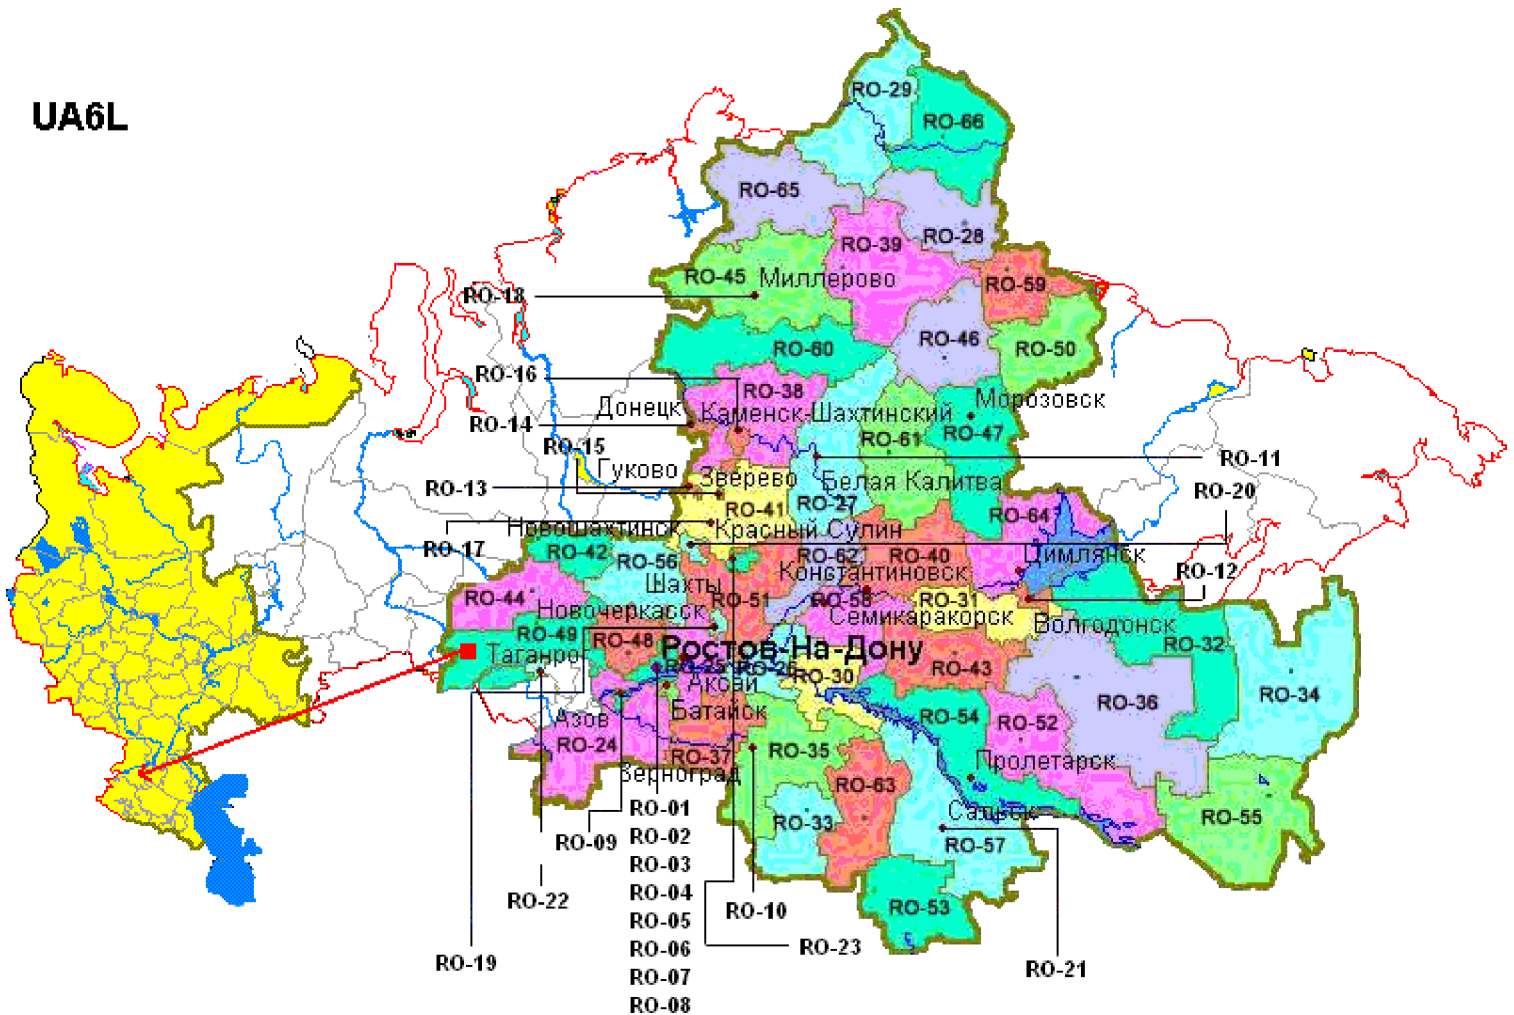 UA6L
RO-29
RO-66
RO-65
RO-28
RO-39
RO-45
Миллерово
RO-59
RO-18
RO-46
RO-60
RO-50
RO-16
RO-38
Донецк
Каменск-Шахтинский
Морозовск
RO-14
RO-61
RO-47
RO-15
RO-11
Гуково
Зверево
Белая Калитва
RO-13
RO-20
RO-41
RO-27
RO-64
Новошахтинск
Красный Сулин
RO-17
RO-42
RO-56
RO-62
RO-40
Цимлянск
Шахты
Константиновск
RO-12
RO-44
RO-51
RO-58
RO-31
Новочеркасск
Семикаракорск
Волгодонск
RO-49
RO-48
Ростов-На-Дону
RO-32
Таганрог
RO-25
RO-26
RO-43
RO-30
Аксай
RO-34
RO-36
Азов
Батайск
RO-54
RO-52
RO-24
RO-37
RO-35
Зерноград
Пролетарск
RO-63
RO-01
RO-33
Сальск
RO-55
RO-09
RO-02
RO-57
RO-03
RO-22
RO-04
RO-10
RO-53
RO-05
RO-06
RO-23
RO-19
RO-07
RO-21
RO-08